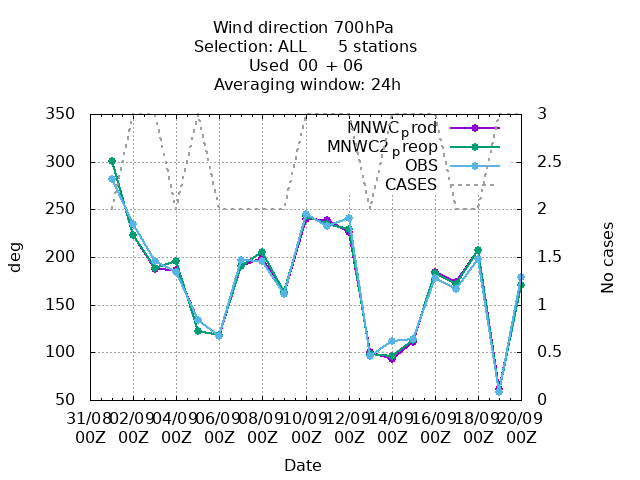 Wind direction 700hPa
Selection: ALL 5 stations
Used 00 + 06
Averaging window: 24h
350 3
MNWC_prod
MNWC2_preop
300 2.5
OBS
CASES
250 2
200 1.5
deg No cases
150 1
100 0.5
50 0
31/08 02/09 04/09 06/09 08/09 10/09 12/09 14/09 16/09 18/09 20/09
00Z 00Z 00Z 00Z 00Z 00Z 00Z 00Z 00Z 00Z 00Z
Date